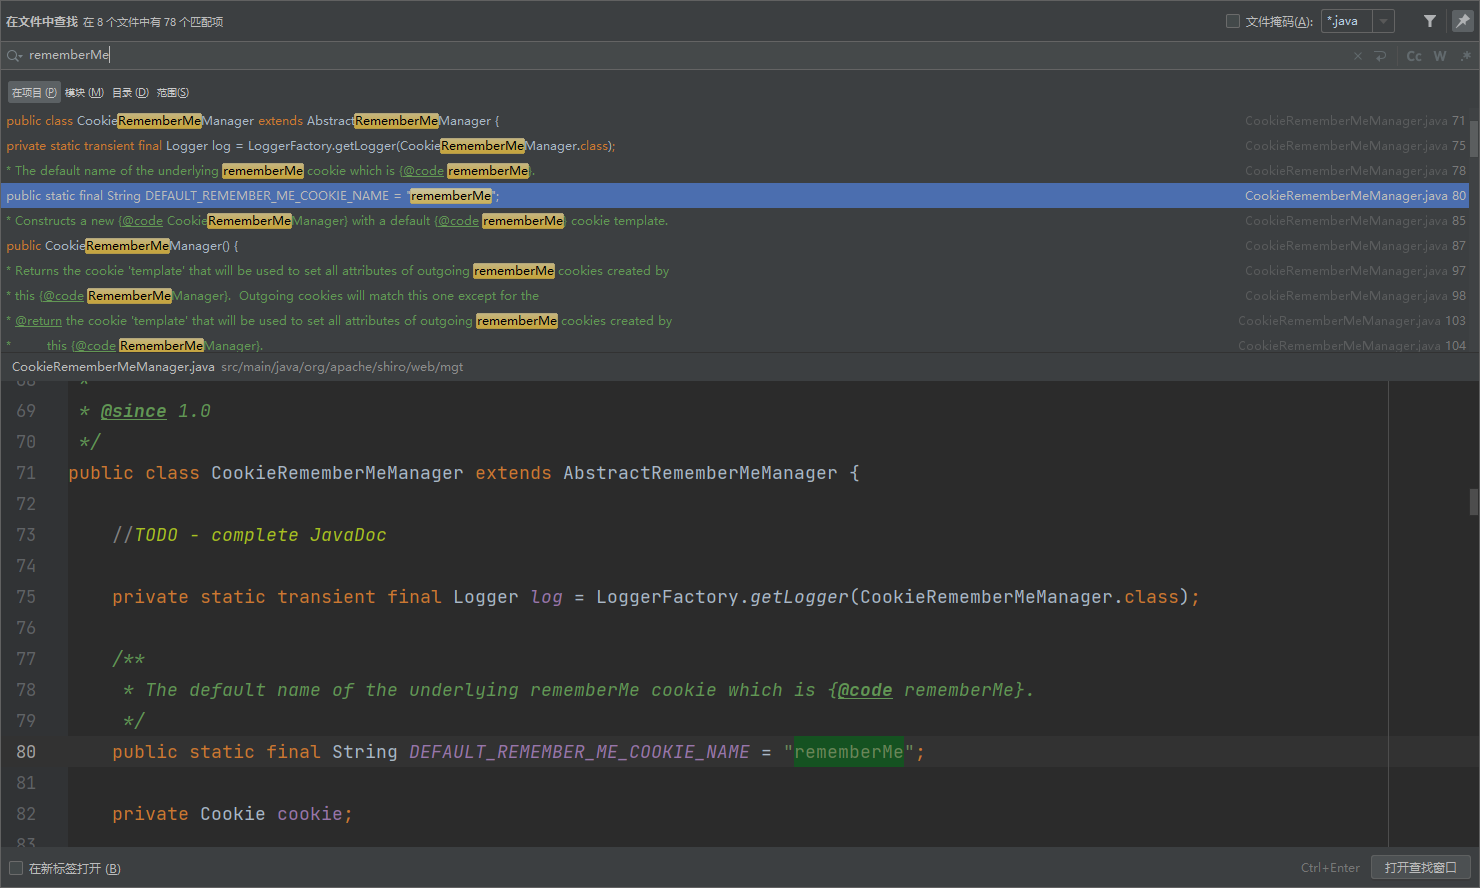 在文件中查找 在 8 个文件中有 78 个匹配项 文件掩码(A): *.java
rememberMe Cc W .*
在项目 (P) 模块 (M) 目录 (D) 范围(S)
public class CookieRememberMeManager extends AbstractRememberMeManager { CookieRememberMeManager.java 71
private static transient final Logger log = LoggerFactory.getLogger(CookieRememberMeManager.class); CookieRememberMeManager.java 75
* The default name of the underlying rememberMe cookie which is {@code rememberMe}. CookieRememberMeManager.java 78
public static final String DEFAULT_REMEMBER_ME_COOKIE_NAME = "rememberMe"; CookieRememberMeManager.java 80
* Constructs a new {@code CookieRememberMeManager} with a default {@code rememberMe} cookie template. CookieRememberMeManager.java 85
public CookieRememberMeManager() { CookieRememberMeManager.java 87
* Returns the cookie 'template' that will be used to set all attributes of outgoing rememberMe cookies created by CookieRememberMeManager.java 97
* this {@code RememberMeManager}.  Outgoing cookies will match this one except for the CookieRememberMeManager.java 98
* @return the cookie 'template' that will be used to set all attributes of outgoing rememberMe cookies created by CookieRememberMeManager.java 103
*         this {@code RememberMeManager}. CookieRememberMeManager.java 104
CookieRememberMeManager.java src/main/java/org/apache/shiro/web/mgt
68 *
69 * @since 1.0
70 */
71 public class CookieRememberMeManager extends AbstractRememberMeManager {
72
73 //TODO - complete JavaDoc
74
75 private static transient final Logger log = LoggerFactory.getLogger(CookieRememberMeManager.class);
76
77 /**
78 * The default name of the underlying rememberMe cookie which is {@code rememberMe}.
79 */
80 public static final String DEFAULT_REMEMBER_ME_COOKIE_NAME = "rememberMe";
81
82 private Cookie cookie;
83
在新标签打开 (B) Ctrl+Enter 打开查找窗口